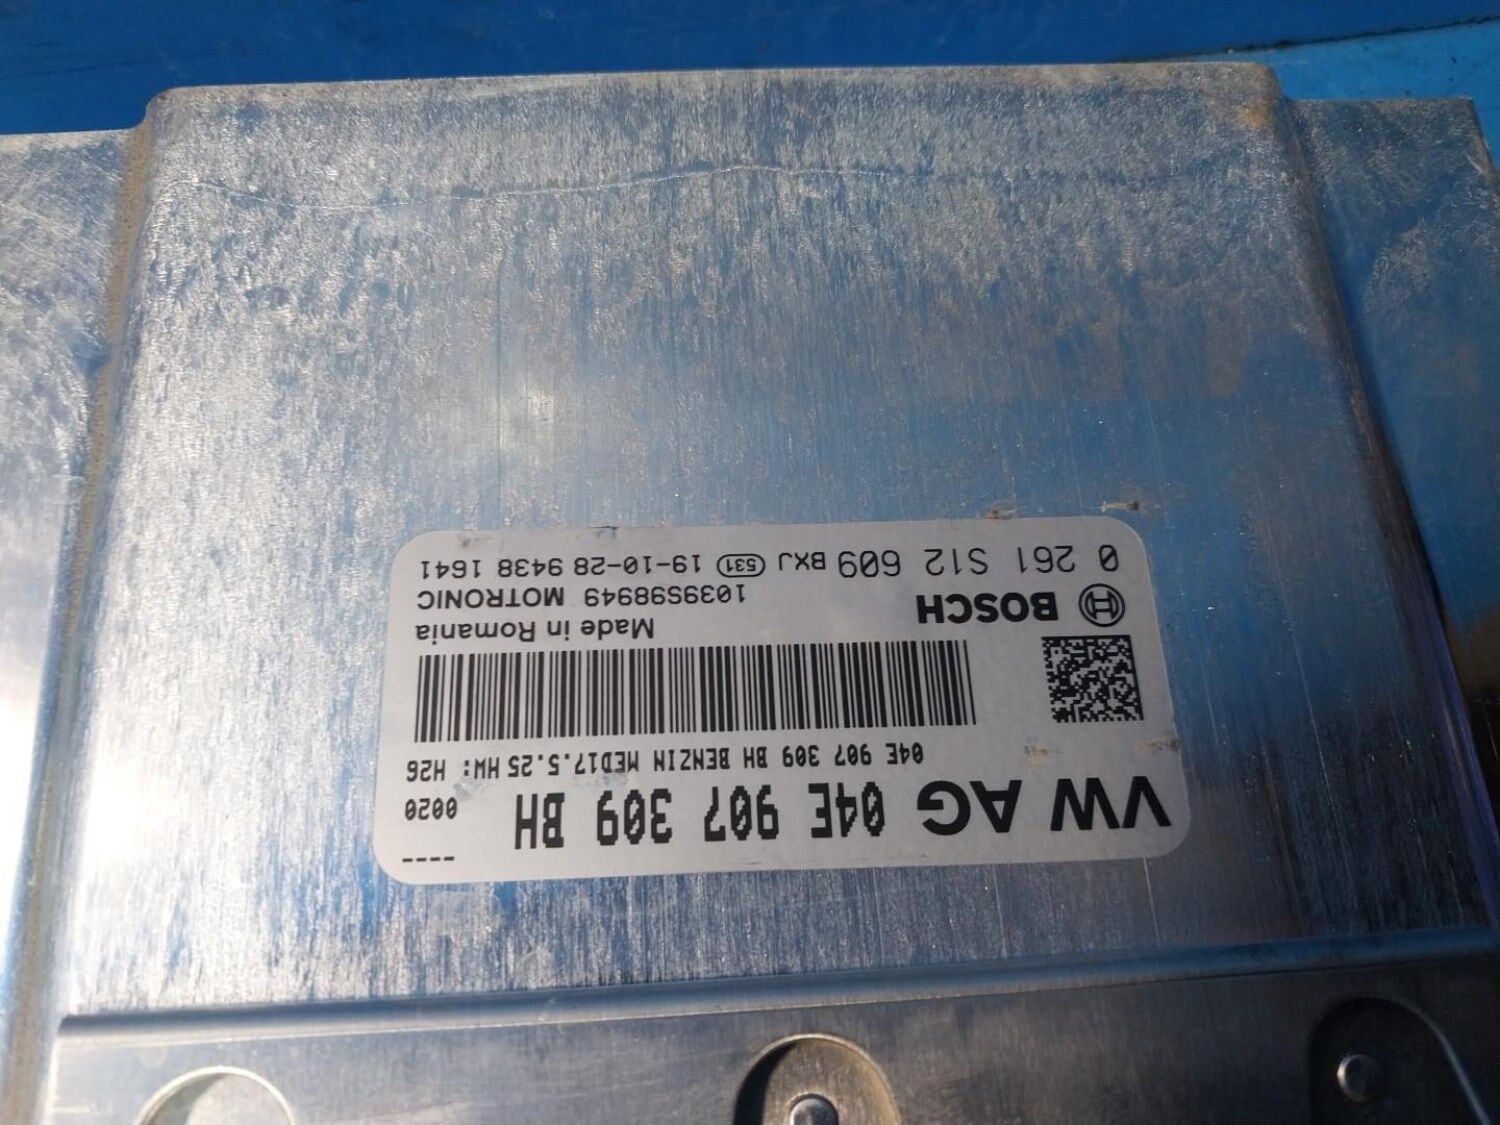 VW AG 04E 907 309 BH 0020
----
04E 907 309 BH BENZIN MED17.5.25 HW: H26
Made in Romania
BOSCH 1039S98949 MOTRONIC
0 261 S12 609 BXJ 531 19-10-28 9438 1641